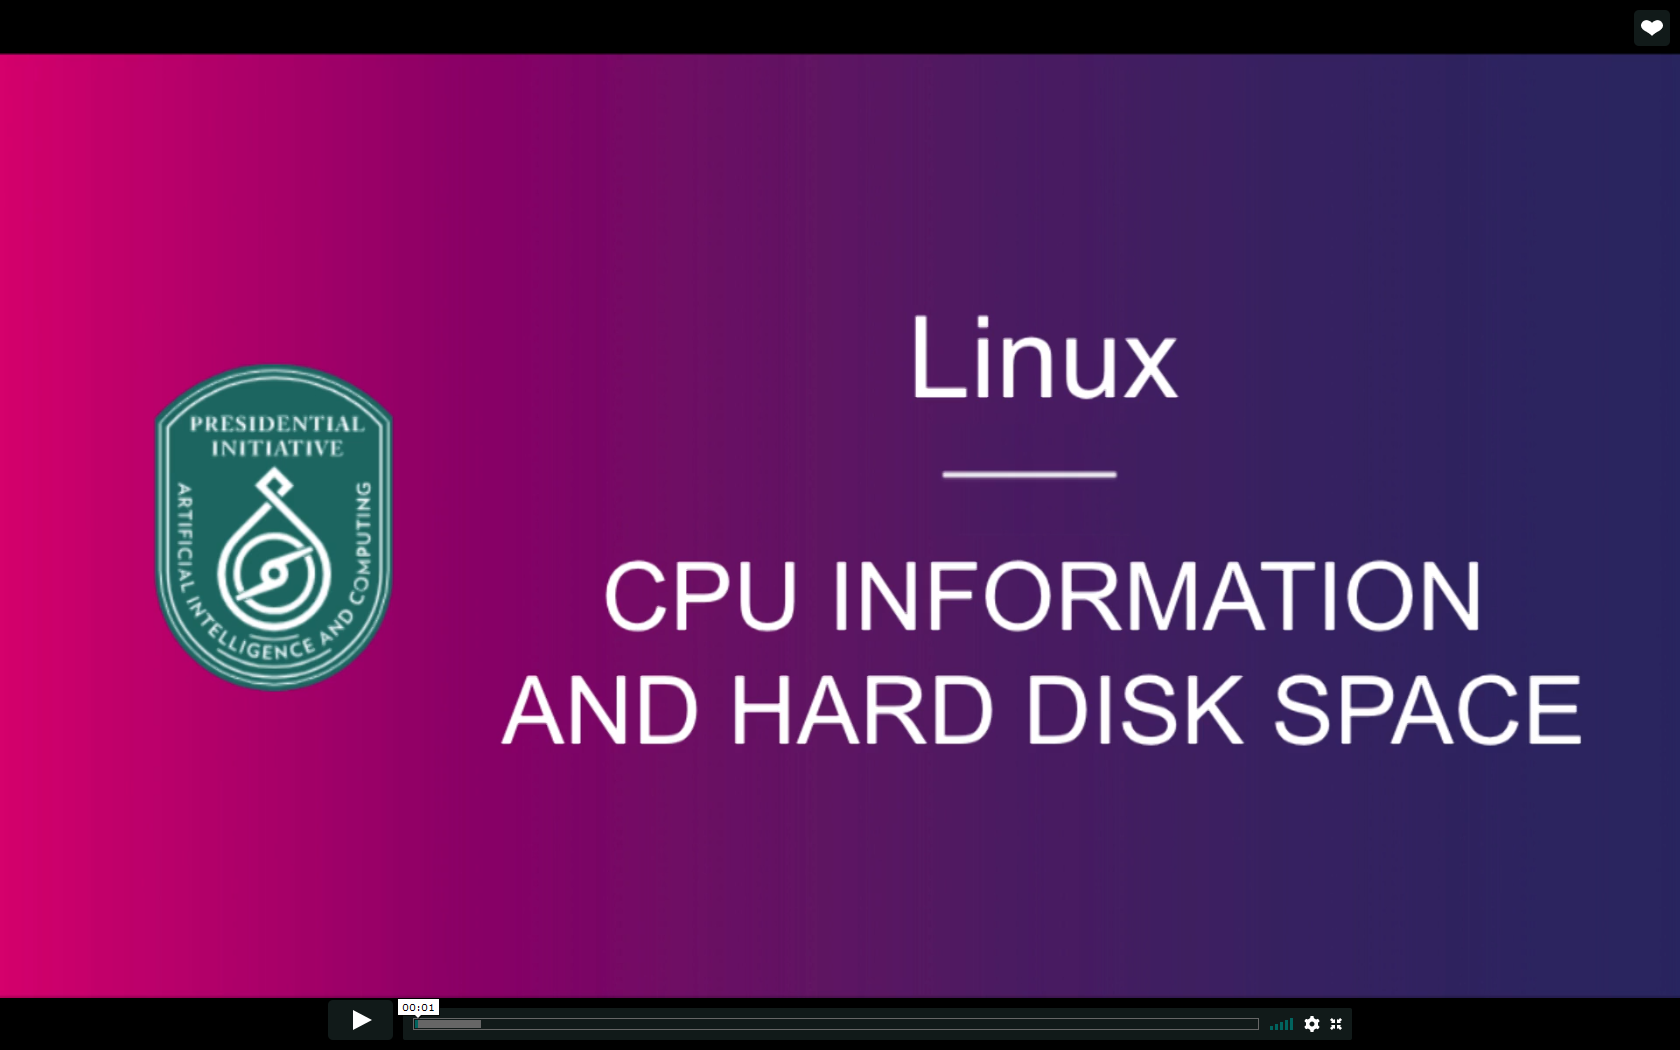 Linux
CPU INFORMATION
AND HARD DISK SPACE
PRESIDENTIAL
INITIATIVE
ARTIFICIAL INTELLIGENCE AND COMPUTING
00:01